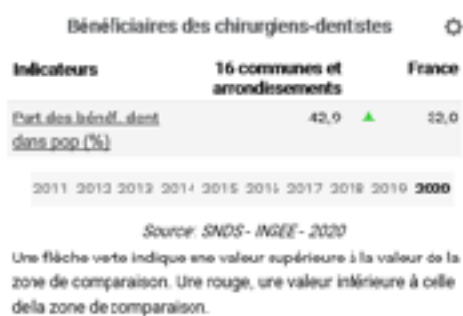 Bénéficiaires des chirurgiens-dentistes
Indicateurs 16 communes et arrondissements France
Part des bénéf. dent dans pop (%) 42,9
2011 2012 2013 2014 2015 2016 2017 2018 2019 2020
Source: SNDS - INSEE - 2020
Une flèche verte indique une valeur supérieure à la valeur de la
zone de comparaison. Une rouge, une valeur inférieure à celle
de la zone de comparaison.